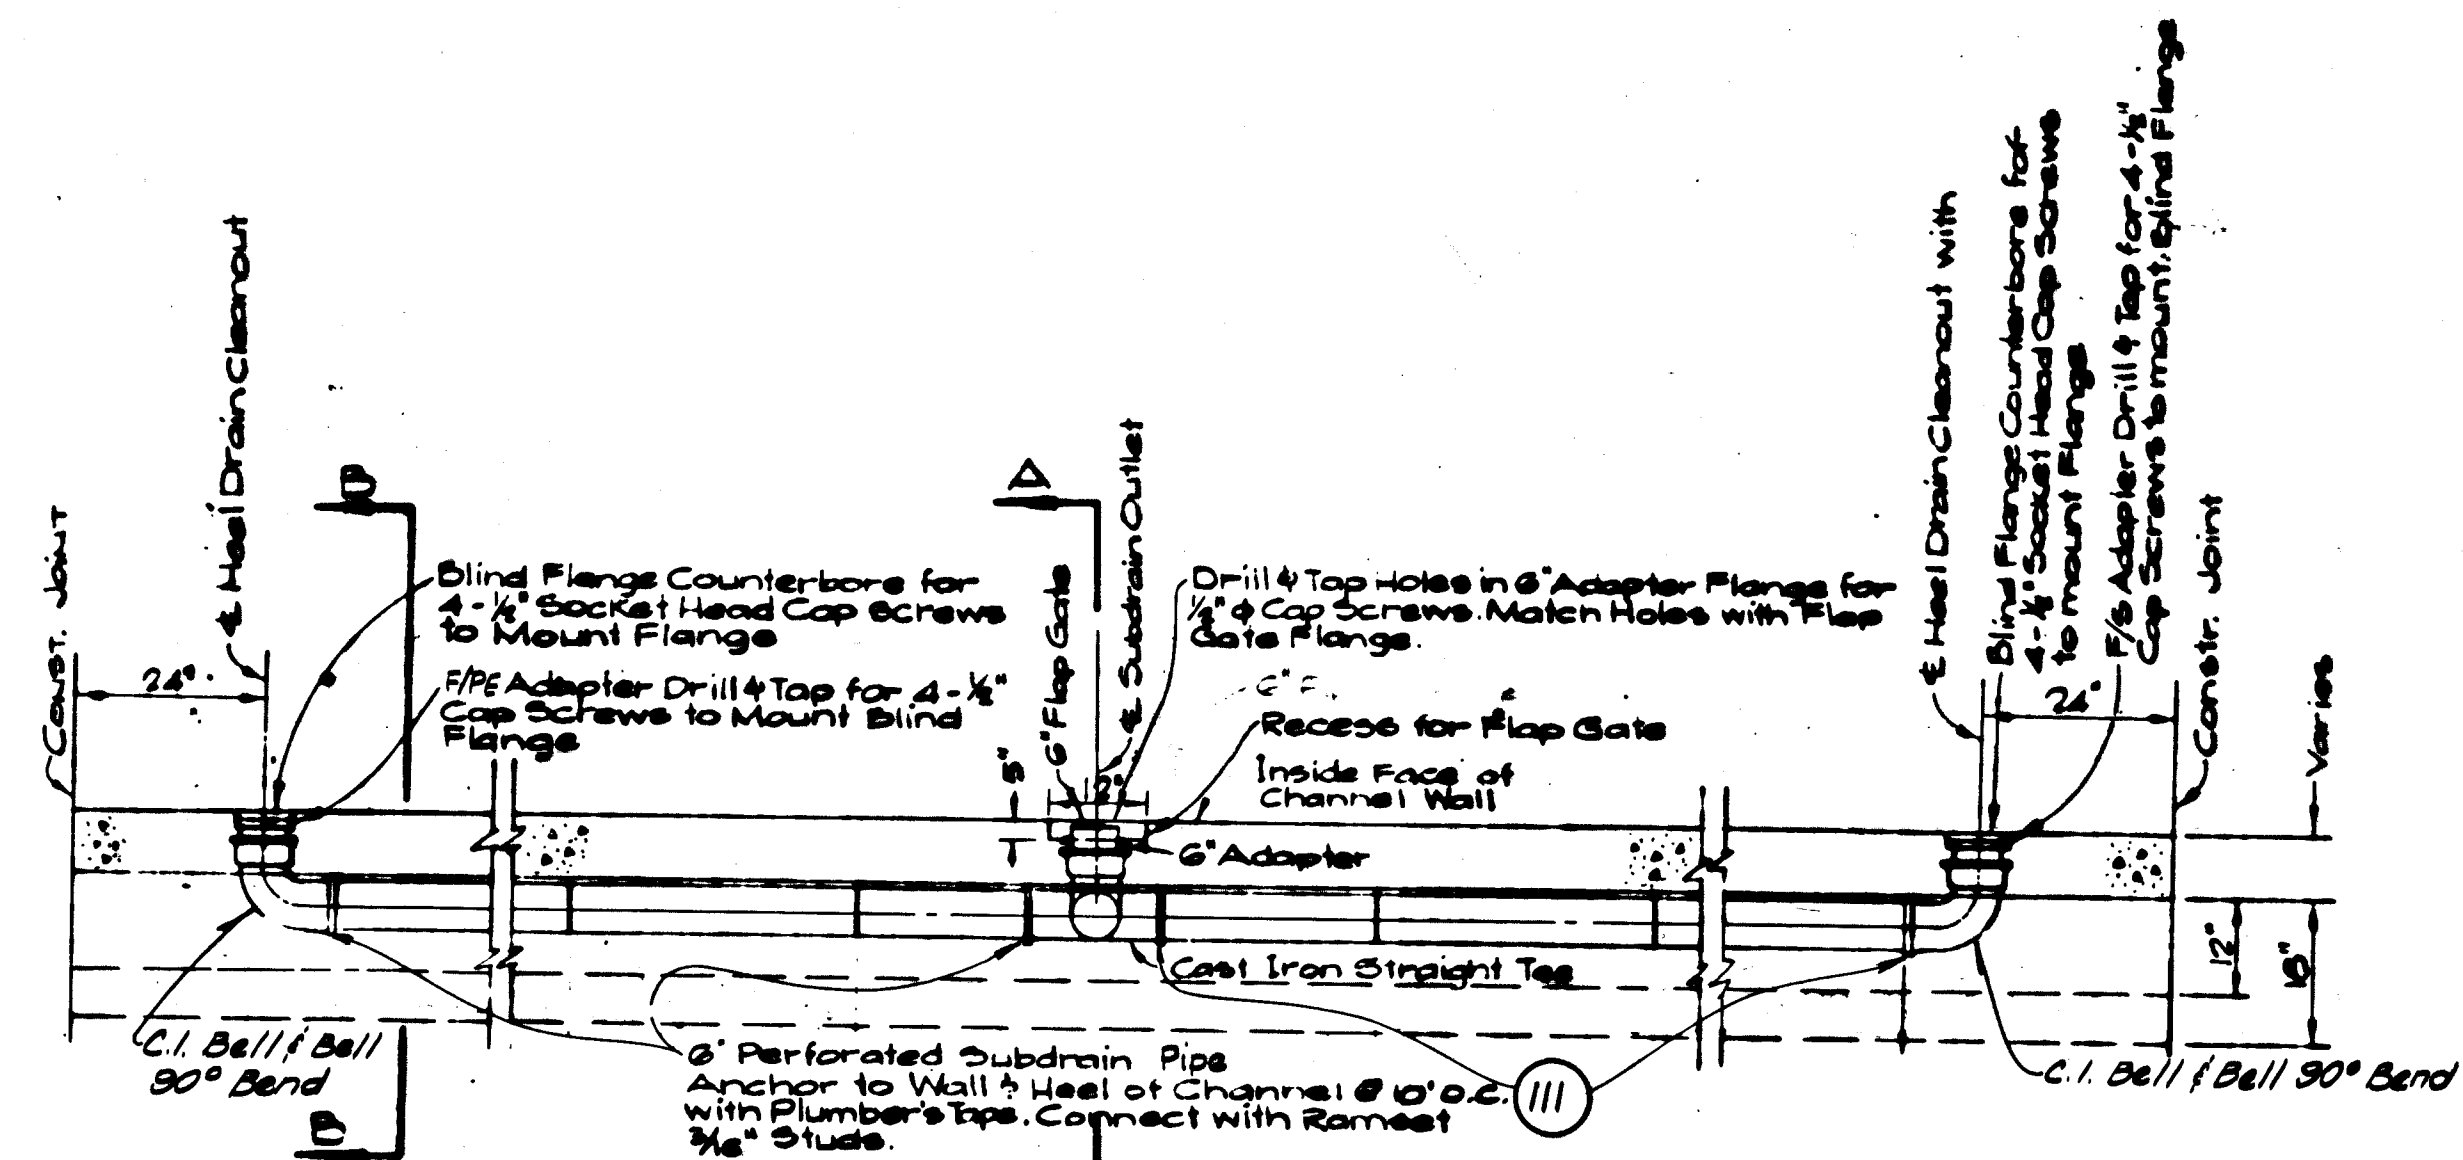 CONST. JOINT
℄ Heel Drain Cleanout
24"
B
Blind Flange Counterbore for
4-½" Socket Head Cap Screws
to Mount Flange
F/PE Adapter Drill & Tap for 4-½"
Cap Screws to Mount Blind
Flange
A
6" Flap Gate
℄ Subdrain Outlet
5"
Drill & Tap Holes in 6" Adapter Flange for
½" ϕ Cap Screws. Match Holes with Flap
Gate Flange.
Recess for Flap Gate
Inside Face of
Channel Wall
6" Adapter
℄ Heel Drain Cleanout with
Blind Flange Counterbore for
4-½" Socket Head Cap Screws
to mount Flange
Adapter Drill & Tap for 4-½"
Cap Screws to mount. Blind Flange
Constr. Joint
24"
Varies
12"
18"
Cast Iron Straight Tee
C.I. Bell & Bell
90° Bend
6" Perforated Subdrain Pipe
Anchor to Wall & Heel of Channel @ 10' O.C.
with Plumber's Tape. Connect with Ramset
3/16" Studs.
111
C.I. Bell & Bell 90° Bend
B